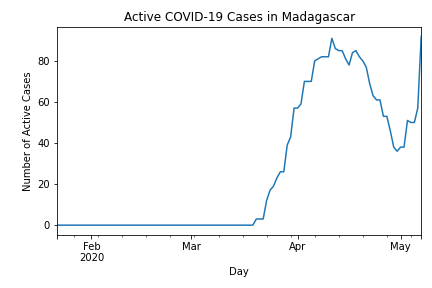 Active COVID-19 Cases in Madagascar
Number of Active Cases
80
60
40
20
0
Feb
2020
Mar
Apr
May
Day